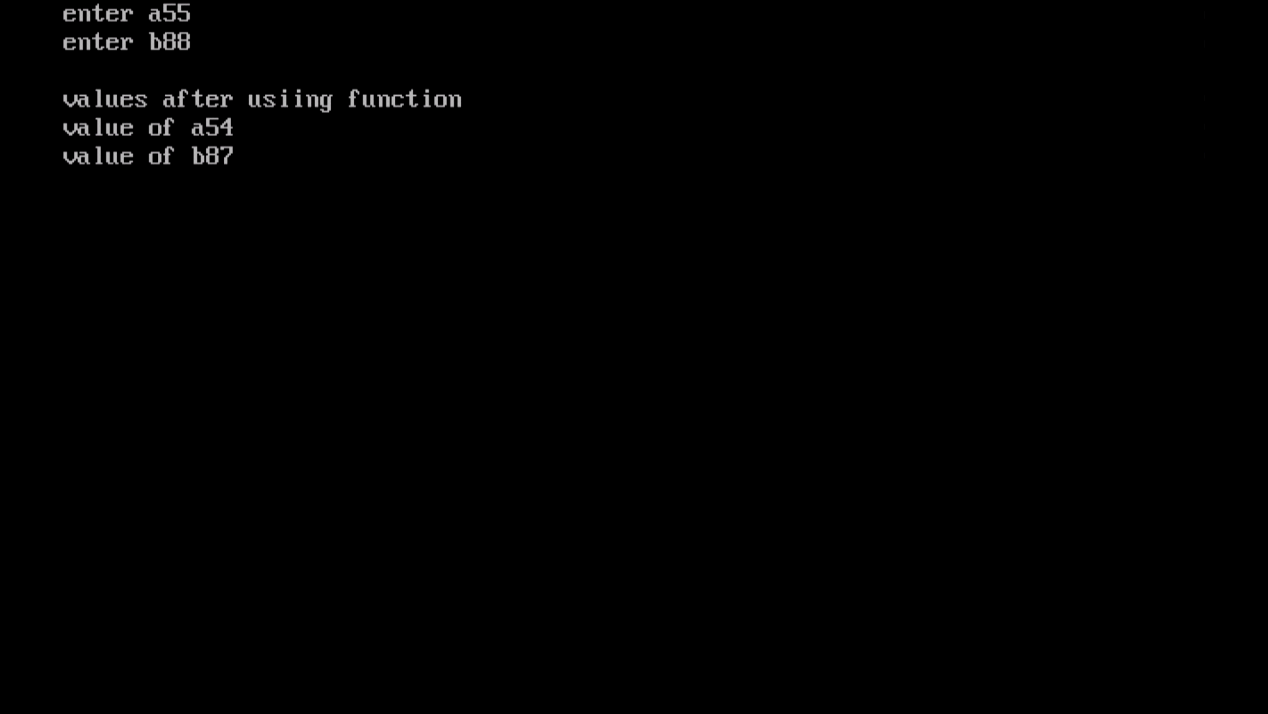 enter a55
enter b88
values after usiing function
value of a54
value of b87